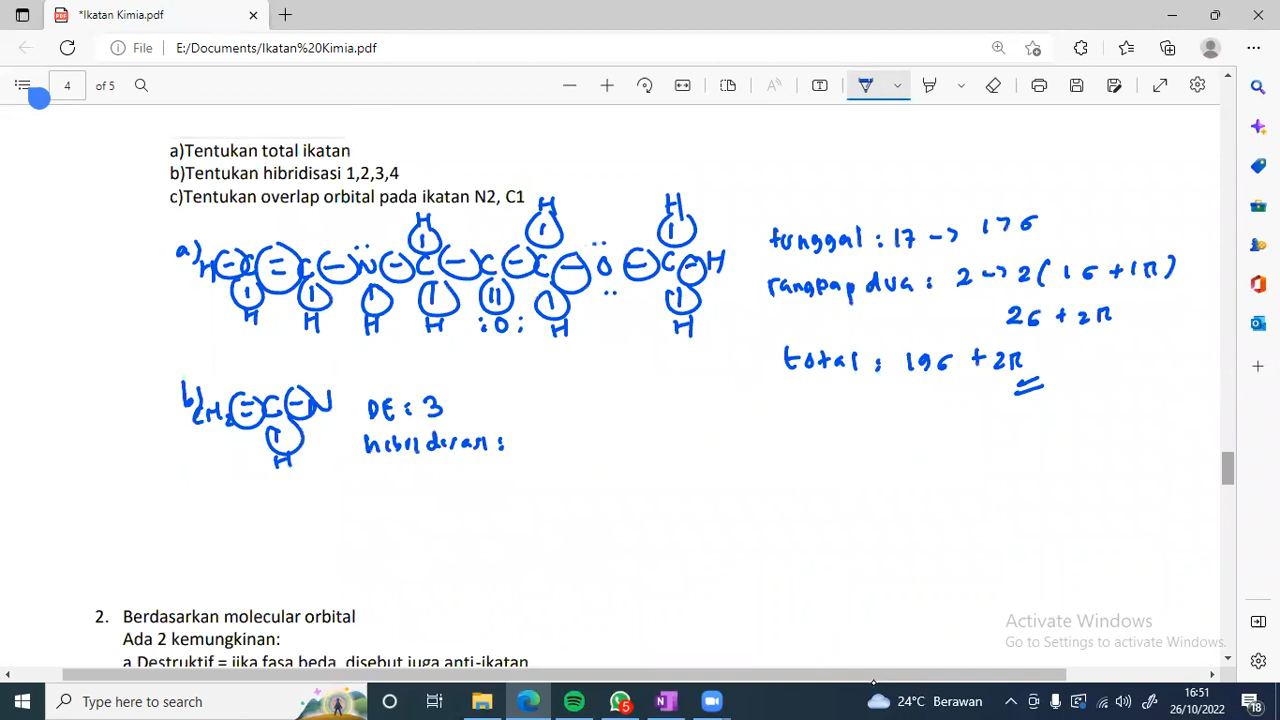 *Ikatan Kimia.pdf
File E:/Documents/Ikatan%20Kimia.pdf
4 of 5
a)Tentukan total ikatan
b)Tentukan hibridisasi 1,2,3,4
c)Tentukan overlap orbital pada ikatan N2, C1
H H H
a) H - C = C - N - C - C - C - O - C - H
H H H H :O: H H
tunggal : 17 -> 17σ
rangpap dua : 2 -> 2(1σ + 1π)
2σ + 2π
total : 19σ + 2π
b) CH2 = C - N
H
DE : 3
hibridisasi :
2. Berdasarkan molecular orbital
Ada 2 kemungkinan:
a.Destruktif = jika fasa beda, disebut juga anti-ikatan
Activate Windows
Go to Settings to activate Windows.
Type here to search
5
24°C Berawan
16:51
26/10/2022
18